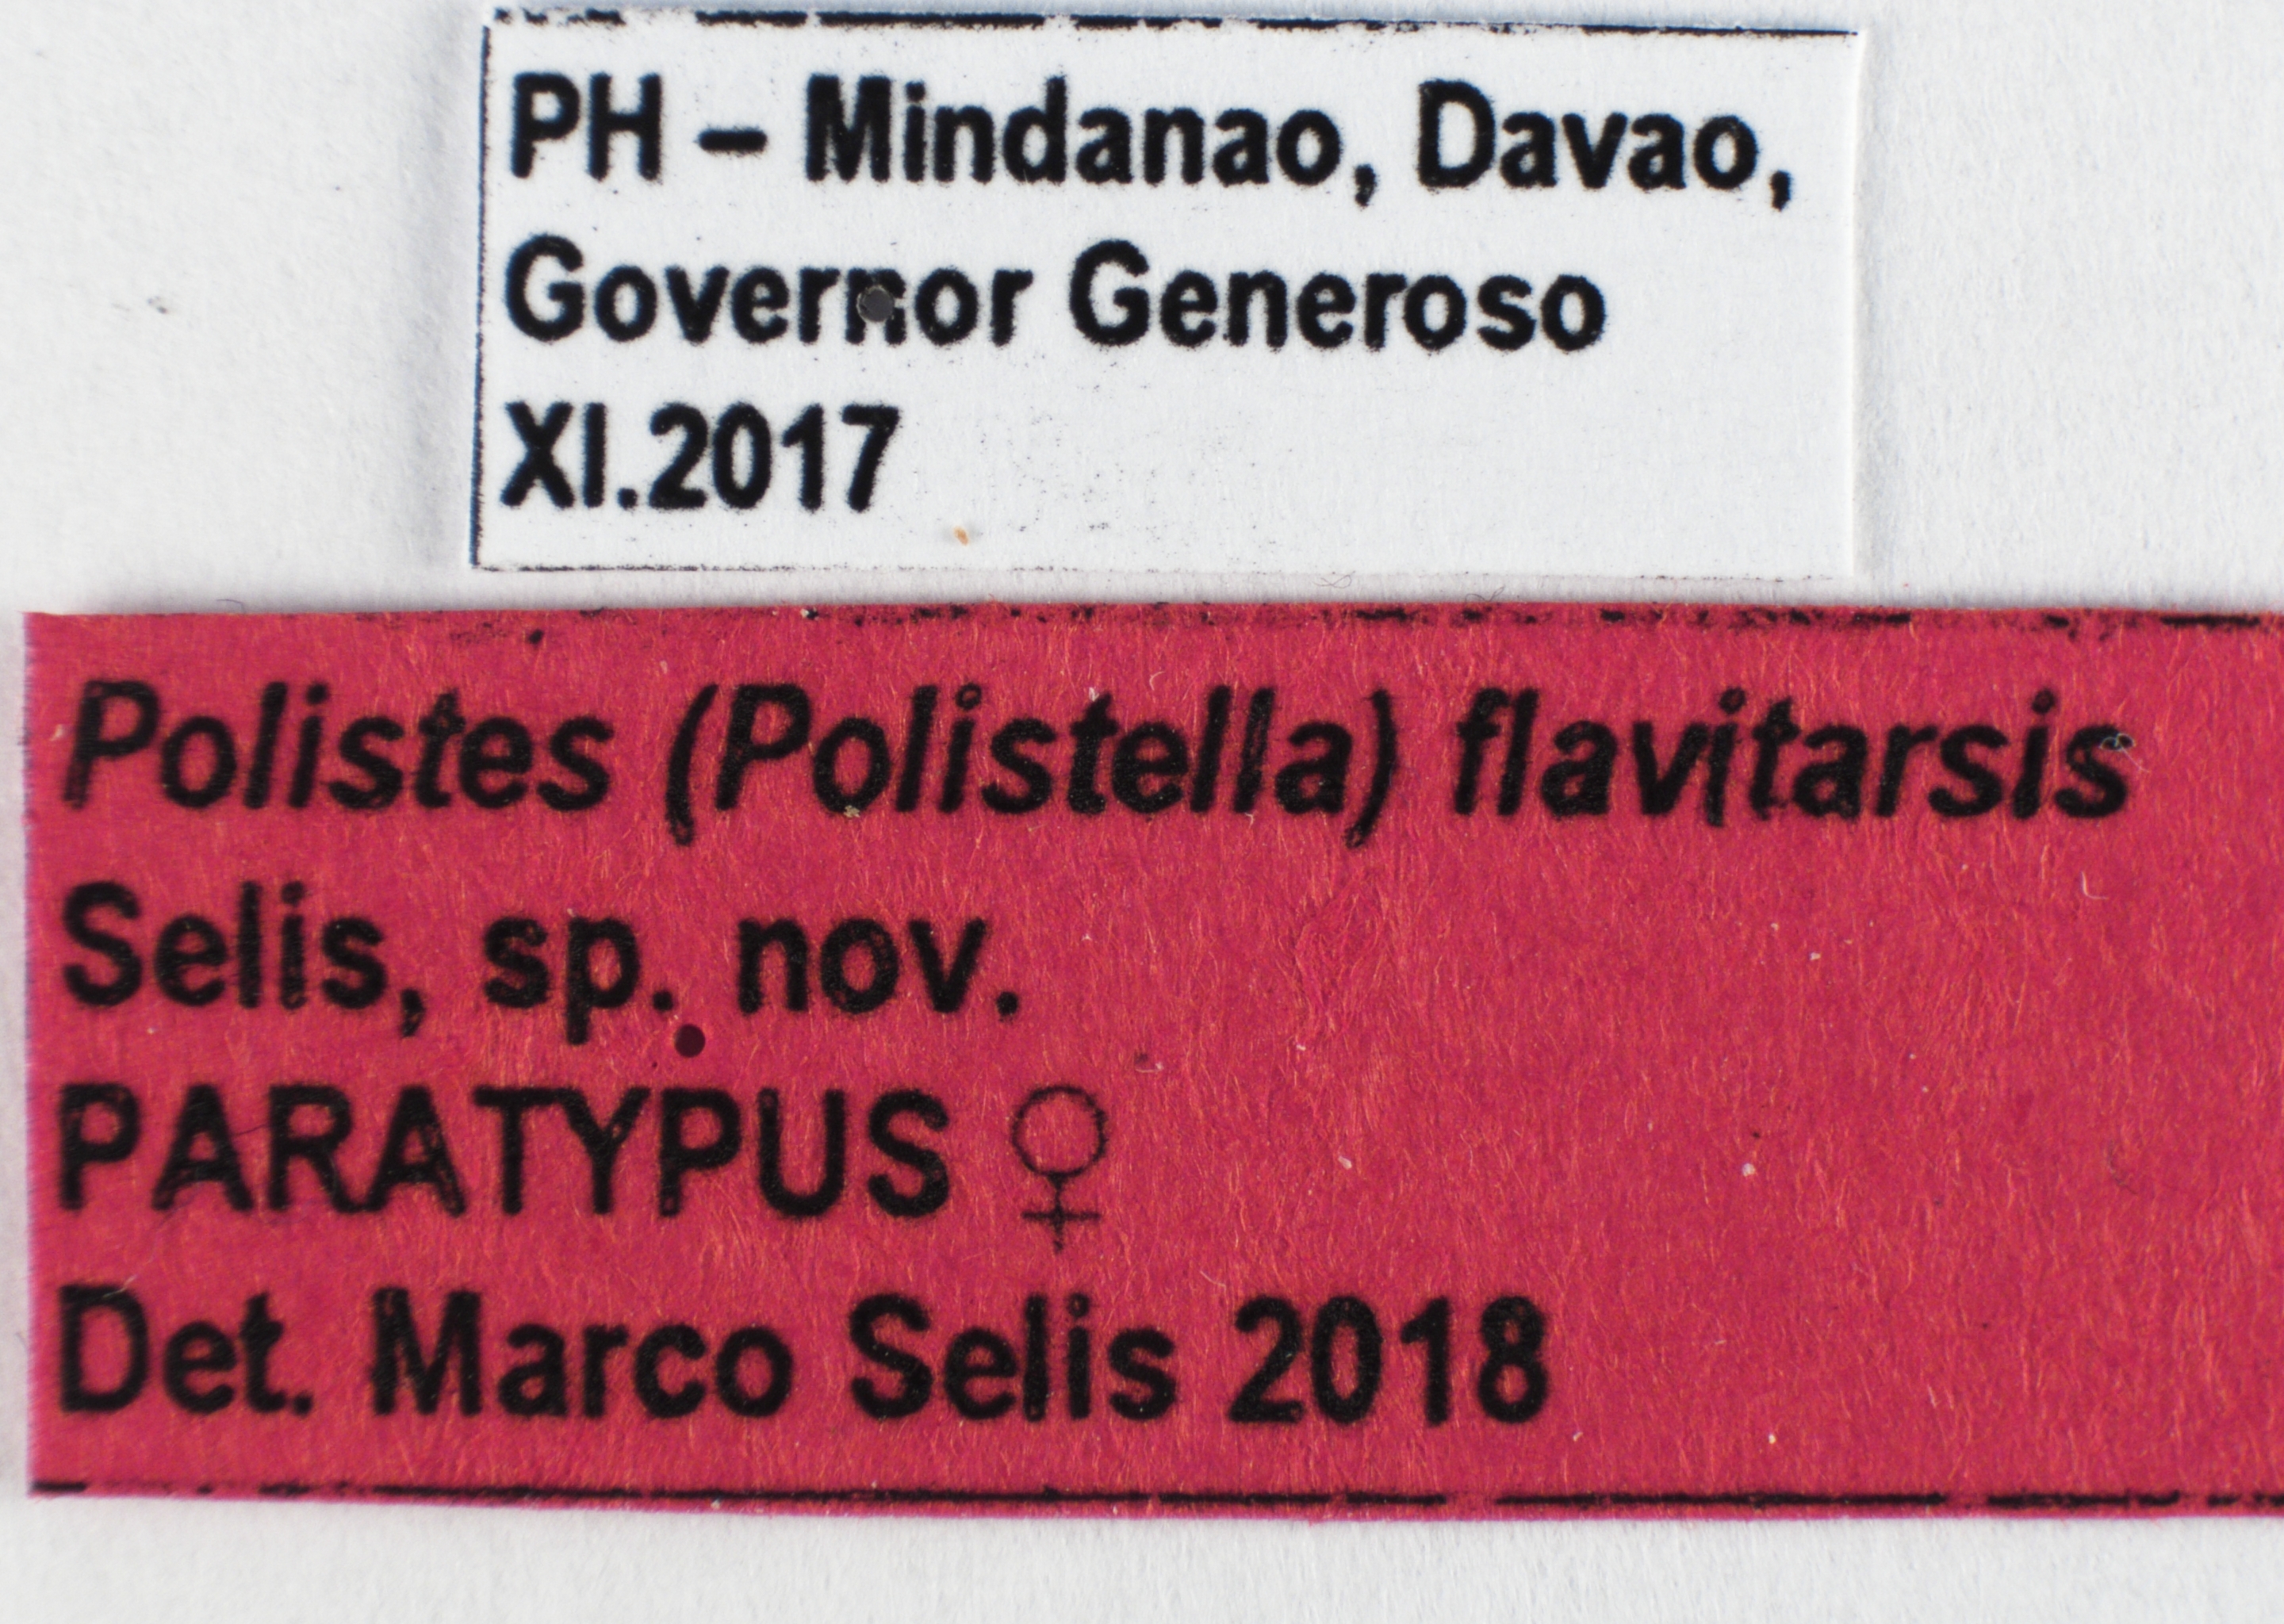 PH – Mindanao, Davao,
Governor Generoso
XI.2017
Polistes (Polistella) flavitarsis
Selis, sp. nov.
PARATYPUS ♀
Det. Marco Selis 2018